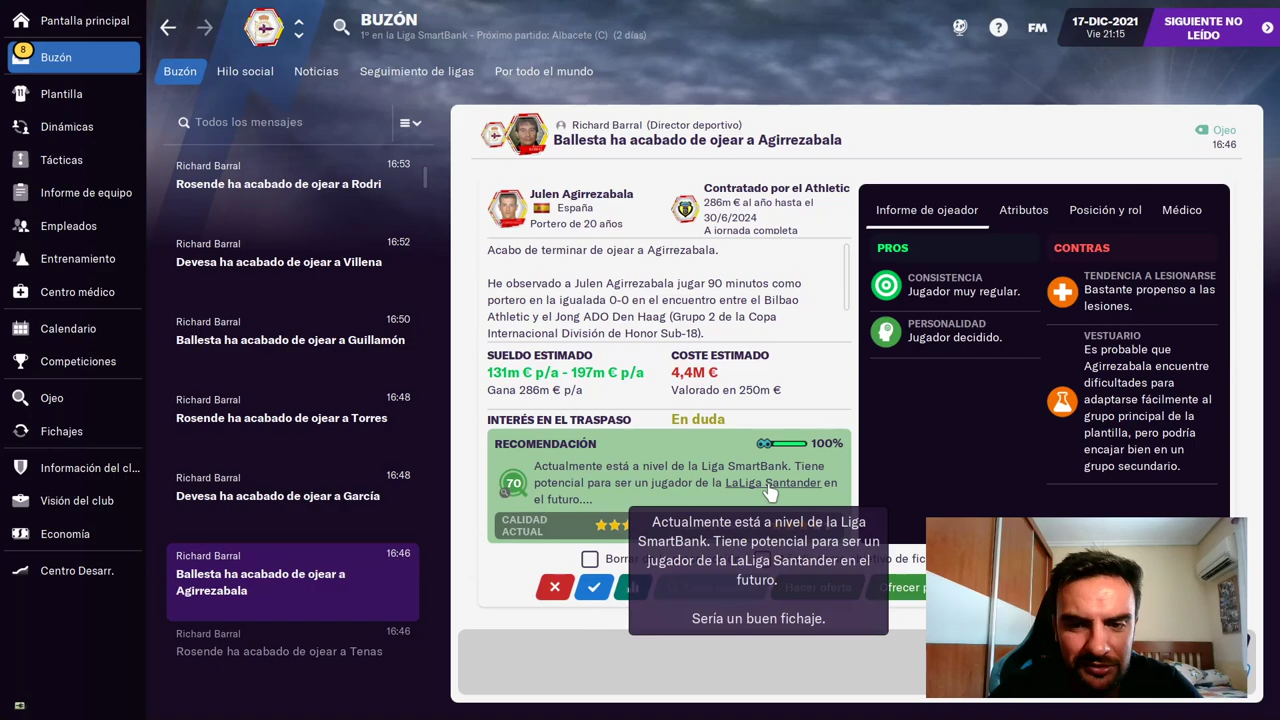 Pantalla principal
8
Buzón
Plantilla
Dinámicas
Tácticas
Informe de equipo
Empleados
Entrenamiento
Centro médico
Calendario
Competiciones
Ojeo
Fichajes
Información del cl...
Visión del club
Economía
Centro Desarr.
BUZÓN
1º en la Liga SmartBank - Próximo partido: Albacete (C) (2 días)
?
FM
17-DIC-2021
Vie 21:15
SIGUIENTE NO
LEÍDO
Buzón
Hilo social
Noticias
Seguimiento de ligas
Por todo el mundo
Todos los mensajes
Richard Barral
16:53
Rosende ha acabado de ojear a Rodri
Richard Barral
16:52
Devesa ha acabado de ojear a Villena
Richard Barral
16:50
Ballesta ha acabado de ojear a Guillamón
Richard Barral
16:48
Rosende ha acabado de ojear a Torres
Richard Barral
16:48
Devesa ha acabado de ojear a García
Richard Barral
16:46
Ballesta ha acabado de ojear a
Agirrezabala
Richard Barral
16:46
Rosende ha acabado de ojear a Tenas
Richard Barral (Director deportivo)
Ballesta ha acabado de ojear a Agirrezabala
Ojeo
16:46
Julen Agirrezabala
España
Portero de 20 años
Contratado por el Athletic
286m € al año hasta el
30/6/2024
A jornada completa
Acabo de terminar de ojear a Agirrezabala.
He observado a Julen Agirrezabala jugar 90 minutos como
portero en la igualada 0-0 en el encuentro entre el Bilbao
Athletic y el Jong ADO Den Haag (Grupo 2 de la Copa
Internacional División de Honor Sub-18).
SUELDO ESTIMADO
131m € p/a - 197m € p/a
Gana 286m € p/a
COSTE ESTIMADO
4,4M €
Valorado en 250m €
INTERÉS EN EL TRASPASO
En duda
RECOMENDACIÓN
100%
70
Actualmente está a nivel de la Liga SmartBank. Tiene
potencial para ser un jugador de la LaLiga Santander en
el futuro....
CALIDAD
ACTUAL
Actualmente está a nivel de la Liga
SmartBank. Tiene potencial para ser un
jugador de la LaLiga Santander en el
futuro.
Sería un buen fichaje.
Hacer oferta
Informe de ojeador
Atributos
Posición y rol
Médico
PROS
CONSISTENCIA
Jugador muy regular.
PERSONALIDAD
Jugador decidido.
CONTRAS
TENDENCIA A LESIONARSE
Bastante propenso a las
lesiones.
VESTUARIO
Es probable que
Agirrezabala encuentre
dificultades para
adaptarse fácilmente al
grupo principal de la
plantilla, pero podría
encajar bien en un
grupo secundario.